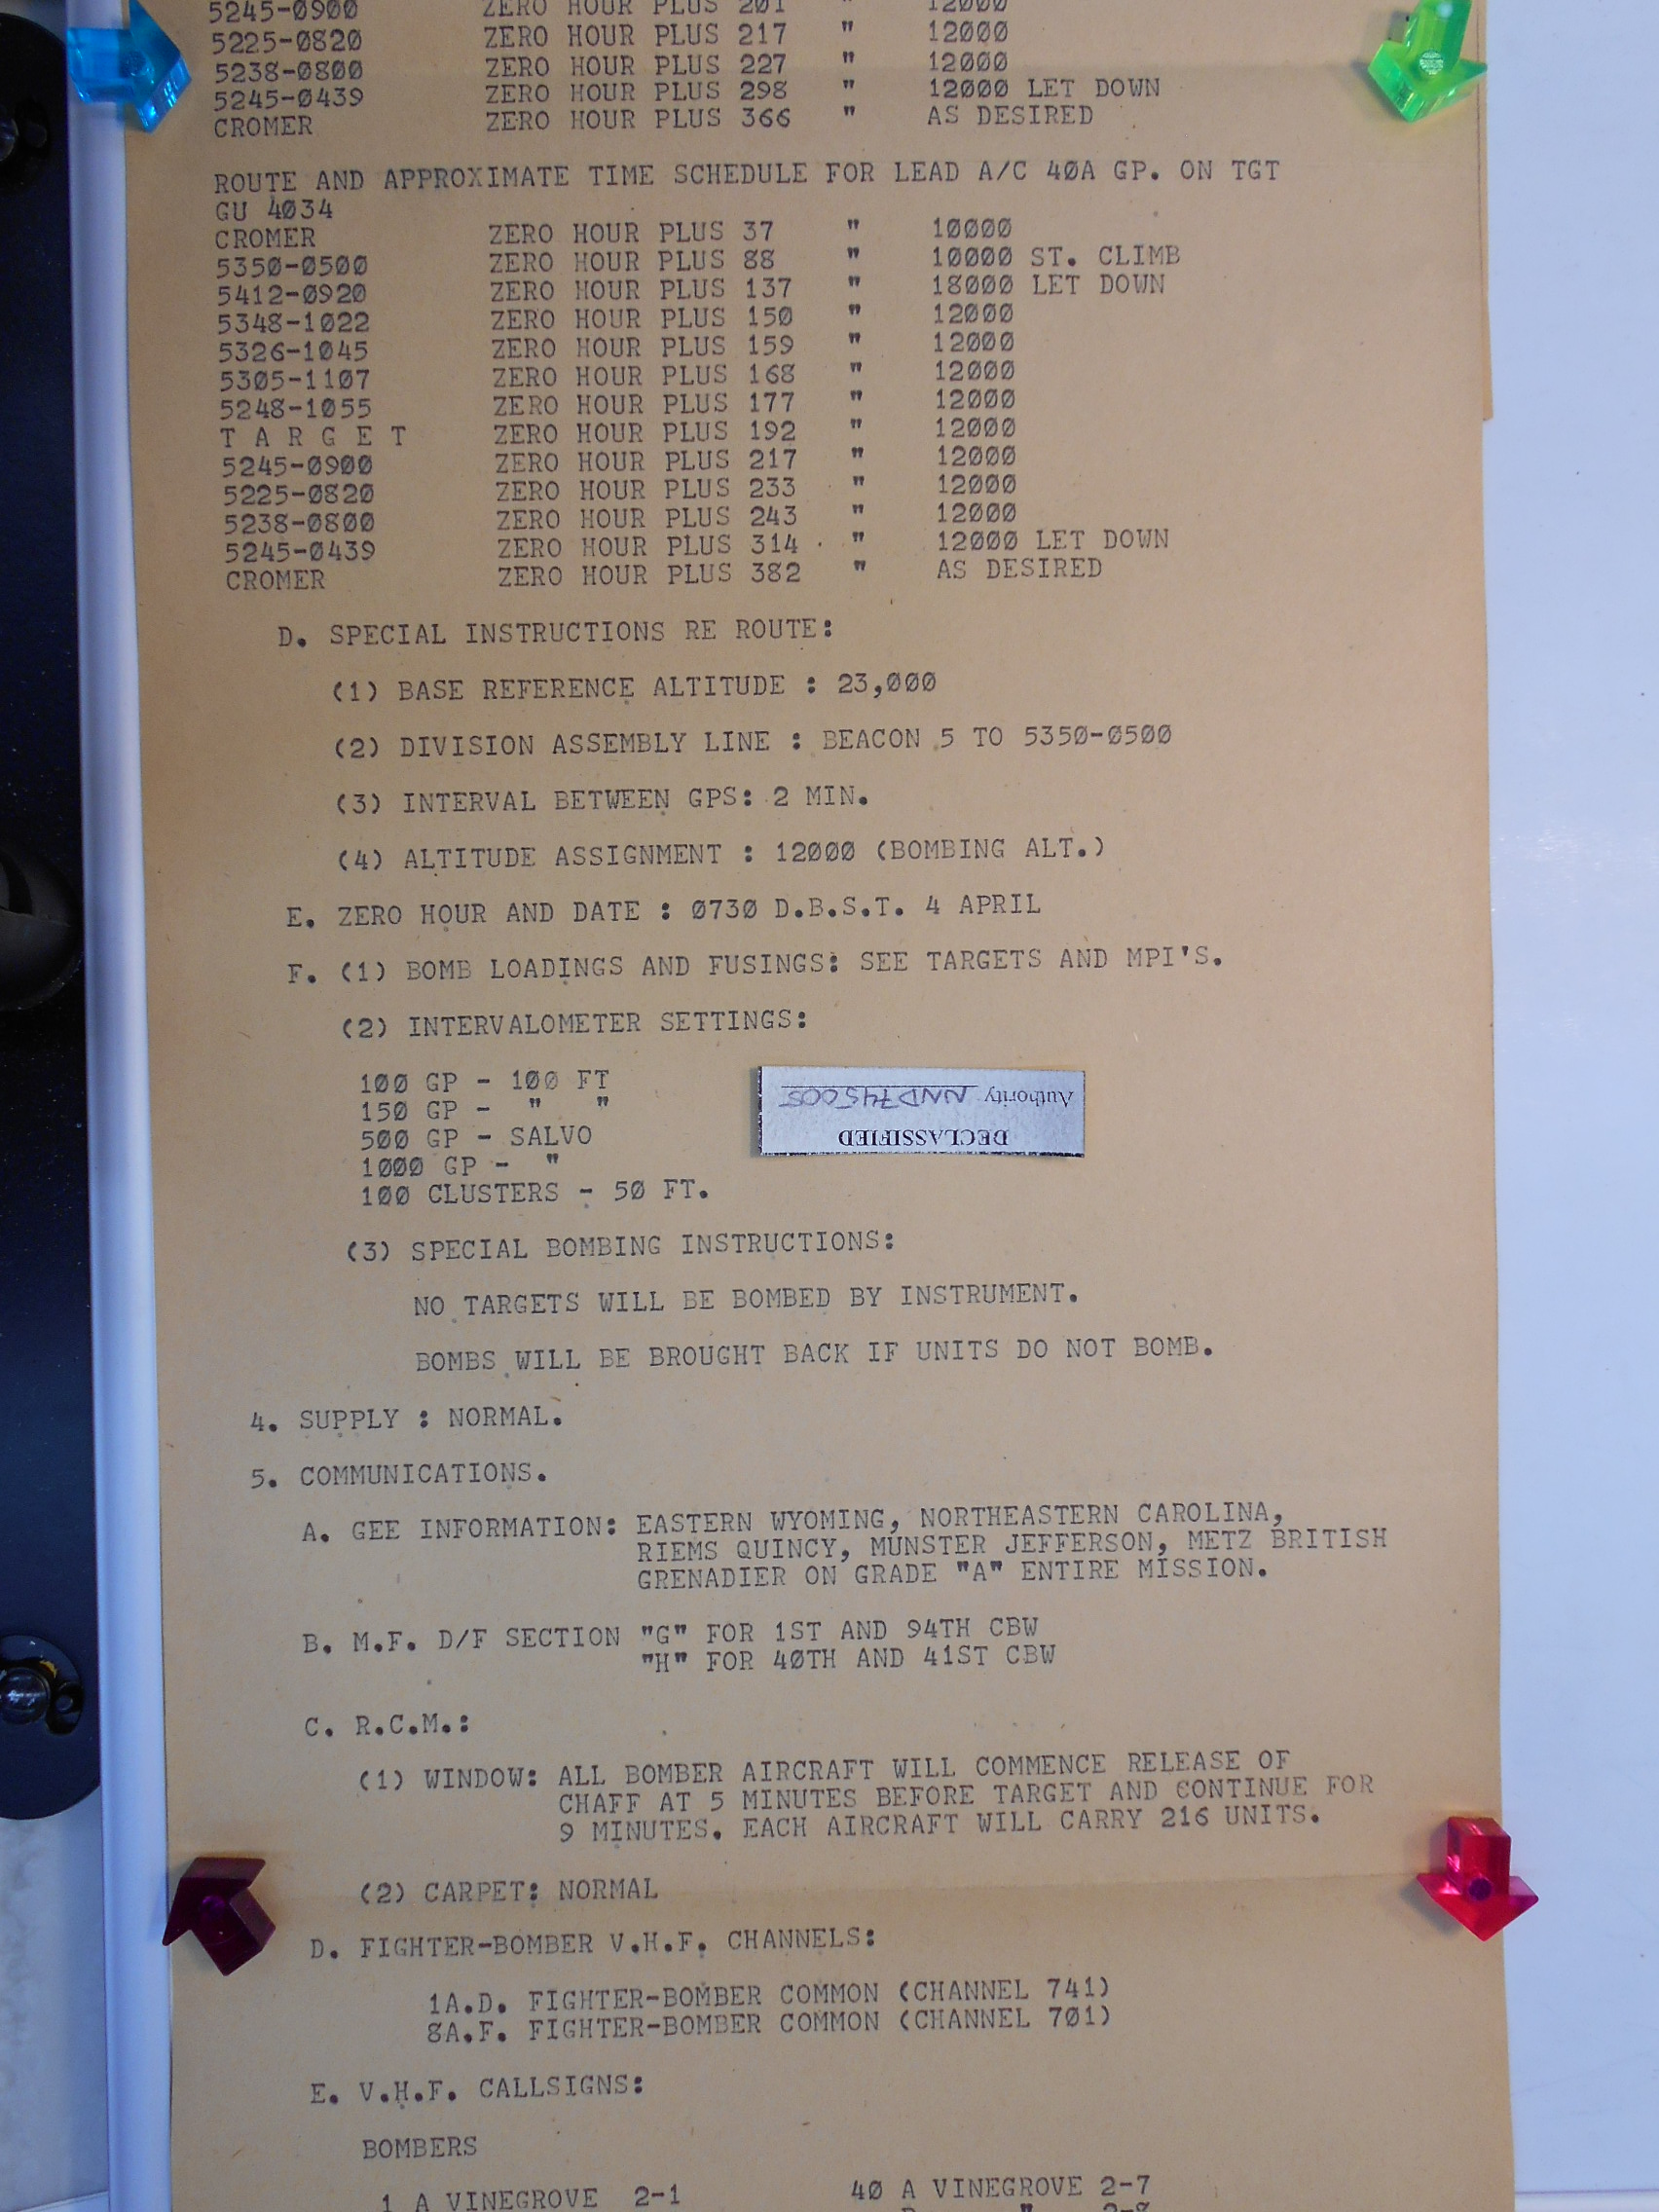 5245-0900 ZERO HOUR PLUS 201 " 12000
5225-0820 ZERO HOUR PLUS 217 " 12000
5238-0800 ZERO HOUR PLUS 227 " 12000
5245-0439 ZERO HOUR PLUS 298 " 12000 LET DOWN
CROMER ZERO HOUR PLUS 366 " AS DESIRED
ROUTE AND APPROXIMATE TIME SCHEDULE FOR LEAD A/C 40A GP. ON TGT
GU 4034
CROMER ZERO HOUR PLUS 37 " 10000
5350-0500 ZERO HOUR PLUS 88 " 10000 ST. CLIMB
5412-0920 ZERO HOUR PLUS 137 " 18000 LET DOWN
5348-1022 ZERO HOUR PLUS 150 " 12000
5326-1045 ZERO HOUR PLUS 159 " 12000
5305-1107 ZERO HOUR PLUS 168 " 12000
5248-1055 ZERO HOUR PLUS 177 " 12000
T A R G E T ZERO HOUR PLUS 192 " 12000
5245-0900 ZERO HOUR PLUS 217 " 12000
5225-0820 ZERO HOUR PLUS 233 " 12000
5238-0800 ZERO HOUR PLUS 243 " 12000
5245-0439 ZERO HOUR PLUS 314 " 12000 LET DOWN
CROMER ZERO HOUR PLUS 382 " AS DESIRED
D. SPECIAL INSTRUCTIONS RE ROUTE:
(1) BASE REFERENCE ALTITUDE : 23,000
(2) DIVISION ASSEMBLY LINE : BEACON 5 TO 5350-0500
(3) INTERVAL BETWEEN GPS: 2 MIN.
(4) ALTITUDE ASSIGNMENT : 12000 (BOMBING ALT.)
E. ZERO HOUR AND DATE : 0730 D.B.S.T. 4 APRIL
F. (1) BOMB LOADINGS AND FUSINGS: SEE TARGETS AND MPI'S.
(2) INTERVALOMETER SETTINGS:
100 GP - 100 FT
150 GP - " "
500 GP - SALVO
1000 GP - "
100 CLUSTERS - 50 FT.
DECLASSIFIED
Authority NND745005
(3) SPECIAL BOMBING INSTRUCTIONS:
NO TARGETS WILL BE BOMBED BY INSTRUMENT.
BOMBS WILL BE BROUGHT BACK IF UNITS DO NOT BOMB.
4. SUPPLY : NORMAL.
5. COMMUNICATIONS.
A. GEE INFORMATION: EASTERN WYOMING, NORTHEASTERN CAROLINA,
RIEMS QUINCY, MUNSTER JEFFERSON, METZ BRITISH
GRENADIER ON GRADE "A" ENTIRE MISSION.
B. M.F. D/F SECTION "G" FOR 1ST AND 94TH CBW
"H" FOR 40TH AND 41ST CBW
C. R.C.M.:
(1) WINDOW: ALL BOMBER AIRCRAFT WILL COMMENCE RELEASE OF
CHAFF AT 5 MINUTES BEFORE TARGET AND CONTINUE FOR
9 MINUTES. EACH AIRCRAFT WILL CARRY 216 UNITS.
(2) CARPET: NORMAL
D. FIGHTER-BOMBER V.H.F. CHANNELS:
1A.D. FIGHTER-BOMBER COMMON (CHANNEL 741)
8A.F. FIGHTER-BOMBER COMMON (CHANNEL 701)
E. V.H.F. CALLSIGNS:
BOMBERS
1 A VINEGROVE 2-1 40 A VINEGROVE 2-7
B " 2-8